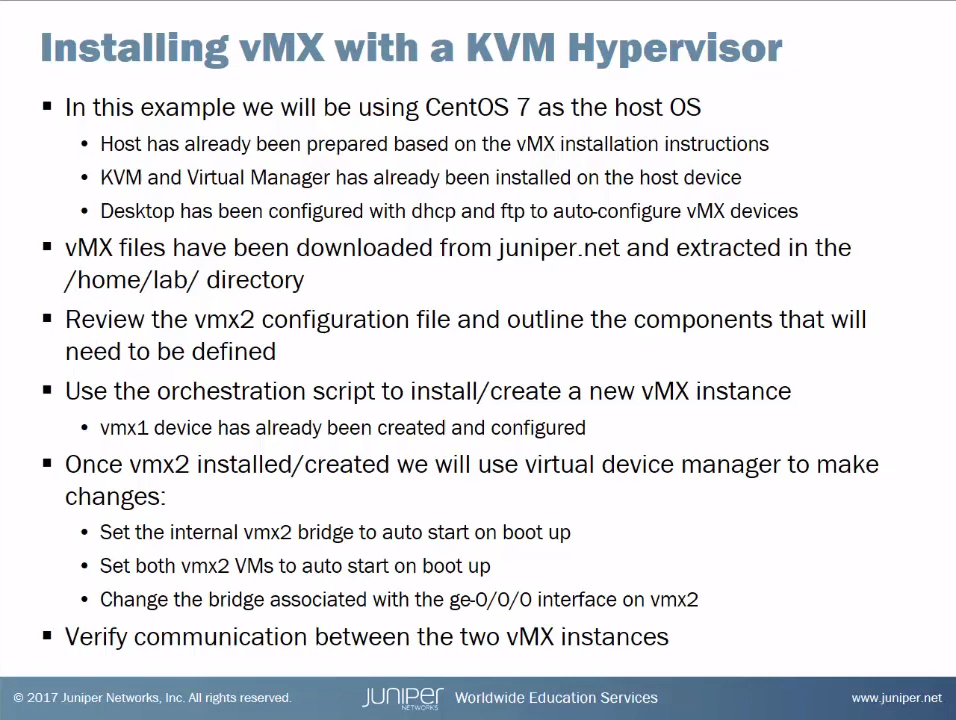 Installing vMX with a KVM Hypervisor
▪ In this example we will be using CentOS 7 as the host OS
• Host has already been prepared based on the vMX installation instructions
• KVM and Virtual Manager has already been installed on the host device
• Desktop has been configured with dhcp and ftp to auto-configure vMX devices
▪ vMX files have been downloaded from juniper.net and extracted in the
/home/lab/ directory
▪ Review the vmx2 configuration file and outline the components that will
need to be defined
▪ Use the orchestration script to install/create a new vMX instance
• vmx1 device has already been created and configured
▪ Once vmx2 installed/created we will use virtual device manager to make
changes:
• Set the internal vmx2 bridge to auto start on boot up
• Set both vmx2 VMs to auto start on boot up
• Change the bridge associated with the ge-0/0/0 interface on vmx2
▪ Verify communication between the two vMX instances
© 2017 Juniper Networks, Inc. All rights reserved.
JUNIPER
NETWORKS
Worldwide Education Services
www.juniper.net